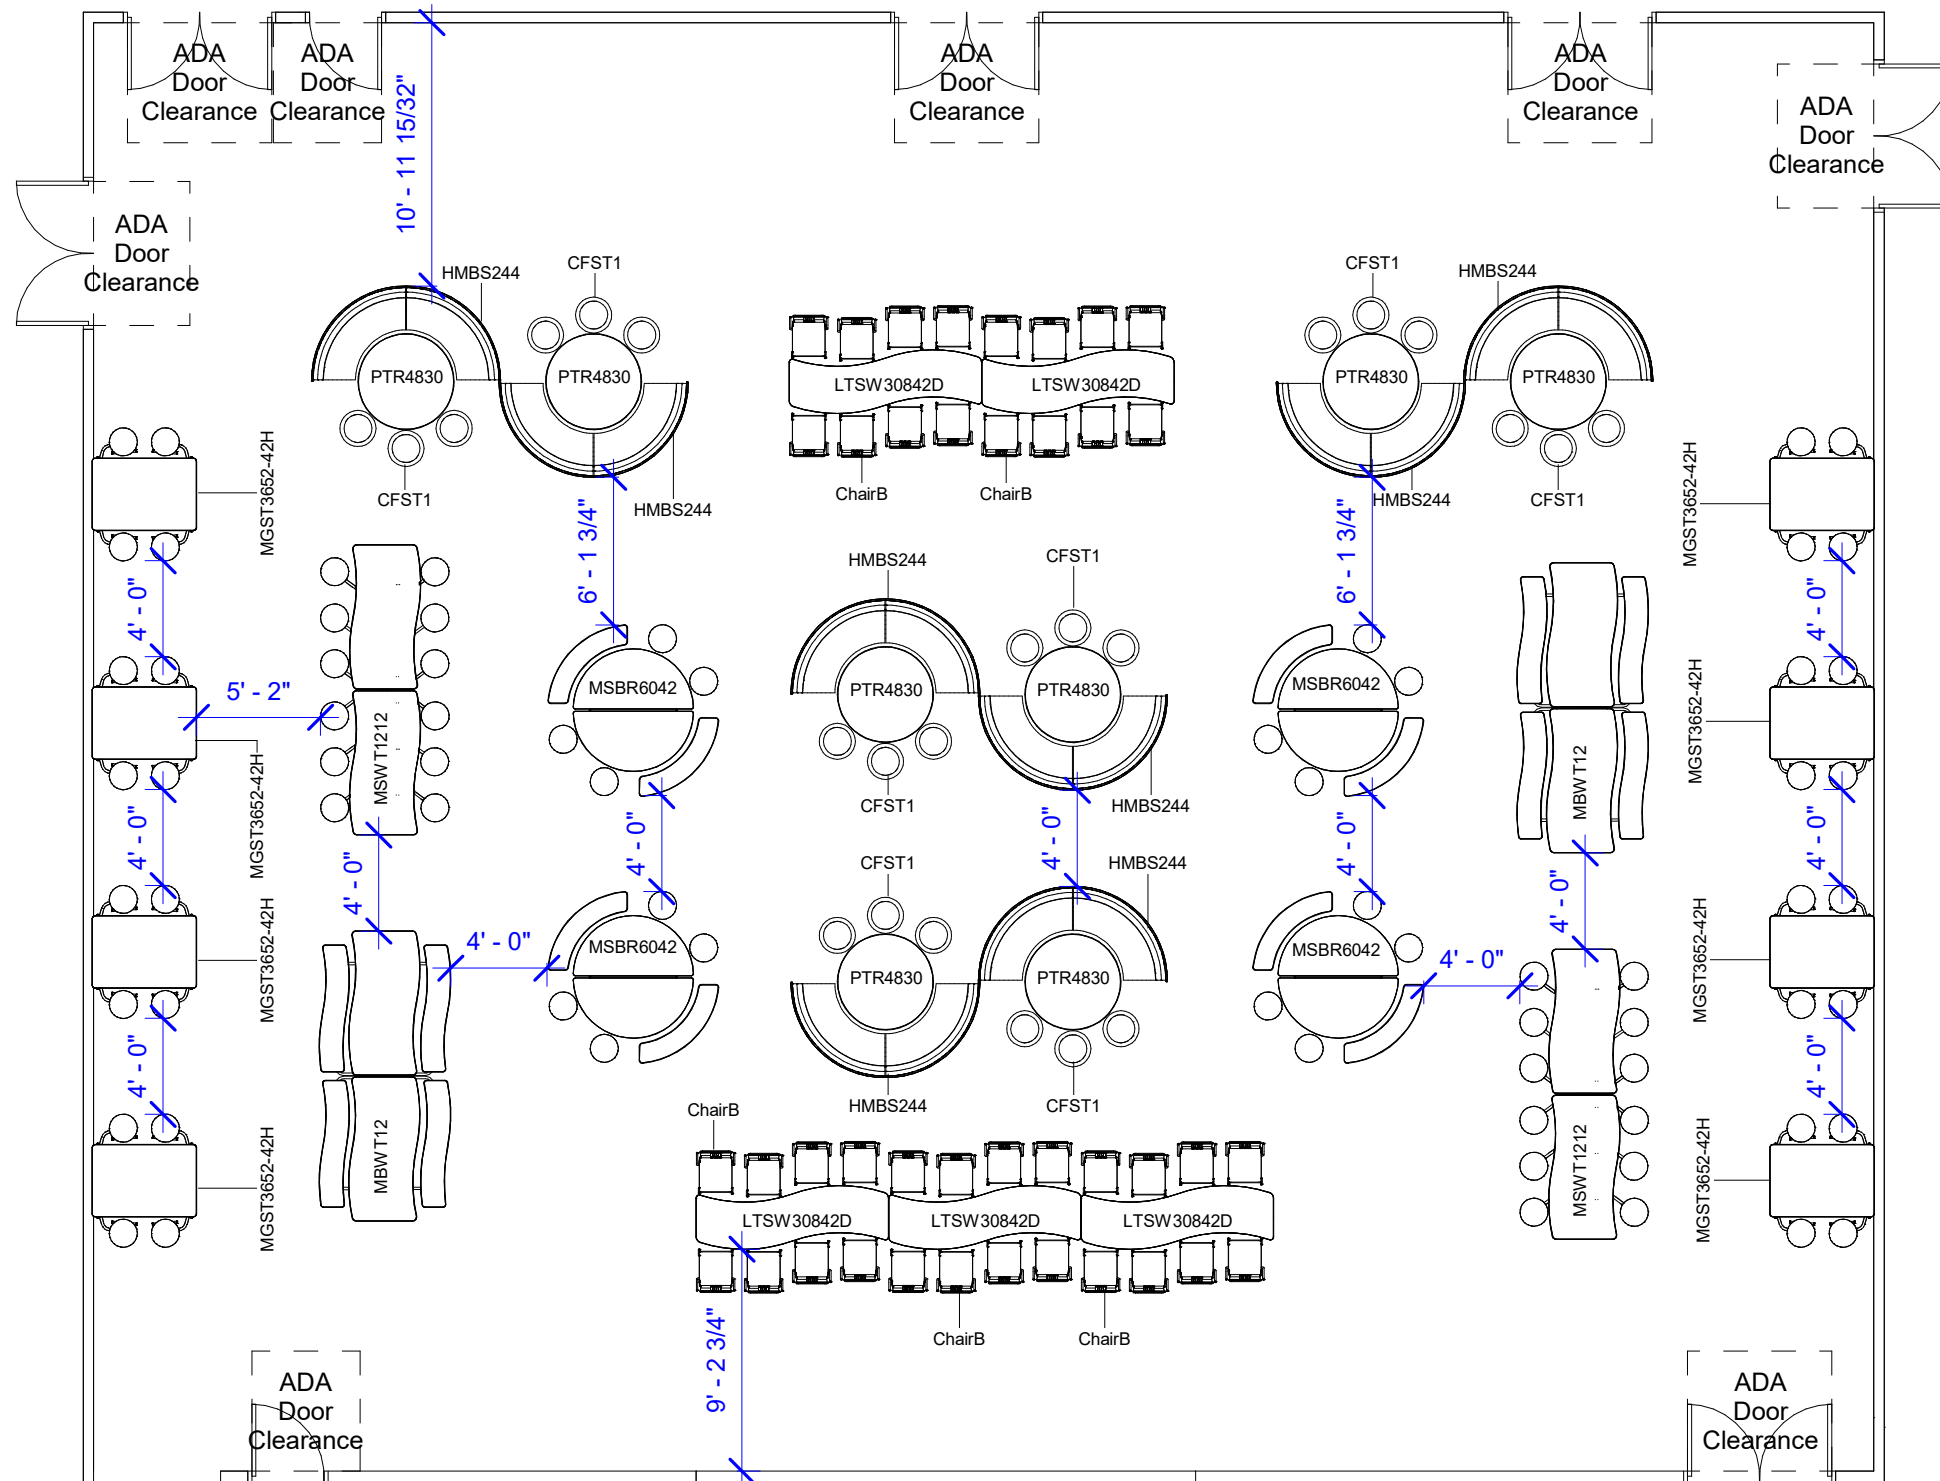 ADA
Door
Clearance
ADA
Door
Clearance
ADA
Door
Clearance
ADA
Door
Clearance
ADA
Door
Clearance
ADA
Door
Clearance
10' - 11 15/32"
HMBS244
CFST1
CFST1
HMBS244
PTR4830
PTR4830
LTSW30842D
LTSW30842D
PTR4830
PTR4830
CFST1
HMBS244
ChairB
ChairB
HMBS244
CFST1
MGST3652-42H
MGST3652-42H
6' - 1 3/4"
6' - 1 3/4"
HMBS244
CFST1
4' - 0"
4' - 0"
5' - 2"
MSBR6042
PTR4830
PTR4830
MSBR6042
MGST3652-42H
MSWT1212
MBWT12
MGST3652-42H
CFST1
HMBS244
4' - 0"
4' - 0"
4' - 0"
4' - 0"
4' - 0"
CFST1
HMBS244
4' - 0"
4' - 0"
4' - 0"
MSBR6042
MSBR6042
4' - 0"
MGST3652-42H
PTR4830
PTR4830
4' - 0"
MGST3652-42H
4' - 0"
4' - 0"
HMBS244
CFST1
ChairB
MBWT12
MSWT1212
MGST3652-42H
MGST3652-42H
LTSW30842D
LTSW30842D
LTSW30842D
ChairB
ChairB
9' - 2 3/4"
ADA
Door
Clearance
ADA
Door
Clearance